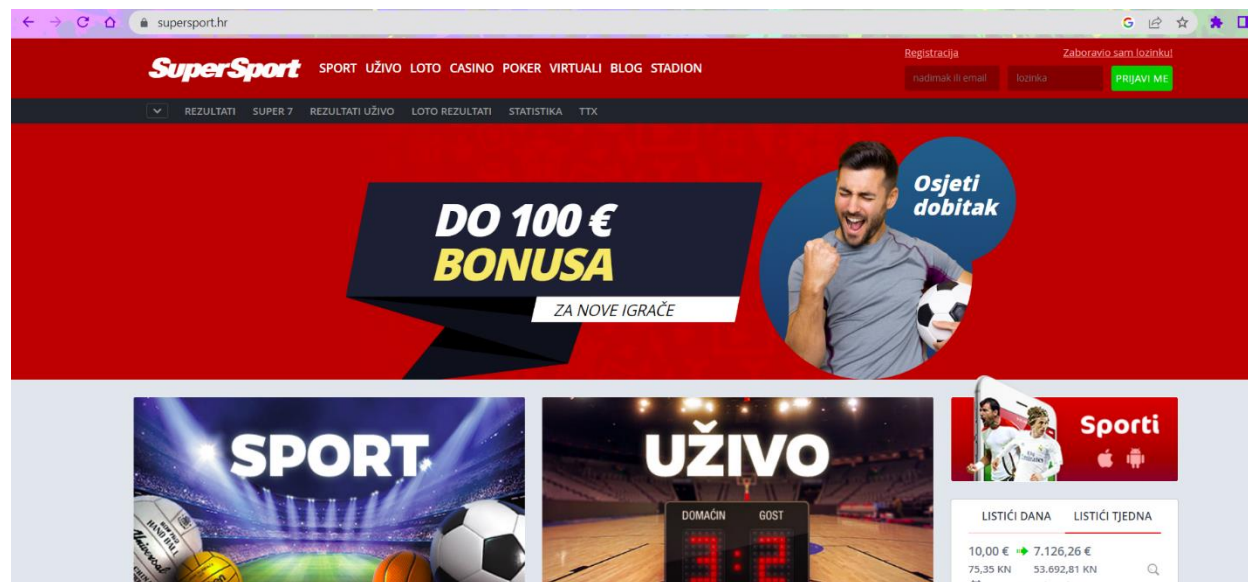 supersport.hr
SuperSport
SPORT UŽIVO LOTO CASINO POKER VIRTUALI BLOG STADION
Registracija
Zaboravio sam lozinku!
nadimak ili email
lozinka
PRIJAVI ME
REZULTATI SUPER 7 REZULTATI UŽIVO LOTO REZULTATI STATISTIKA TTX
DO 100 €
BONUSA
ZA NOVE IGRAČE
Osjeti
dobitak
SPORT
HAND BALL
Universal
UŽIVO
DOMAĆIN GOST
3:2
Sporti
LISTIĆI DANA LISTIĆI TJEDNA
10,00 € 7.126,26 €
75,35 KN 53.692,81 KN